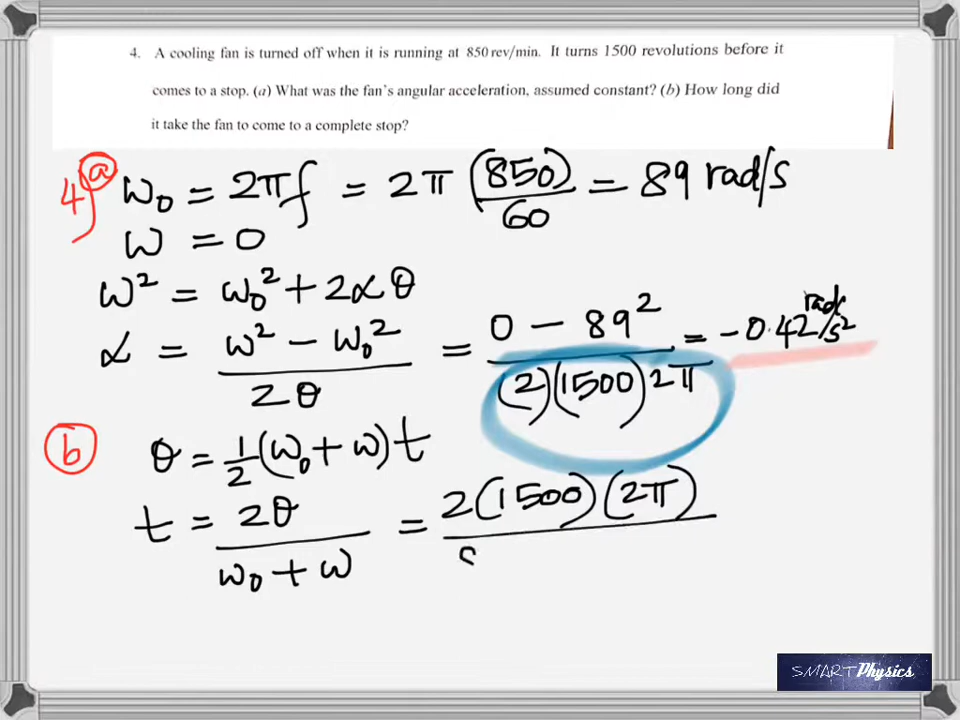 4. A cooling fan is turned off when it is running at 850 rev/min. It turns 1500 revolutions before it
comes to a stop. (a) What was the fan's angular acceleration, assumed constant? (b) How long did
it take the fan to come to a complete stop?
4 a ω₀ = 2πf = 2π (850)/60 = 89 rad/s
ω = 0
ω² = ω₀² + 2αθ
α = (ω² − ω₀²)/2θ = (0 − 89²)/((2)(1500)2π) = −0.42 rad/s²
b θ = 1/2 (ω₀ + ω) t
t = 2θ/(ω₀ + ω) = 2(1500)(2π)
SMART Physics